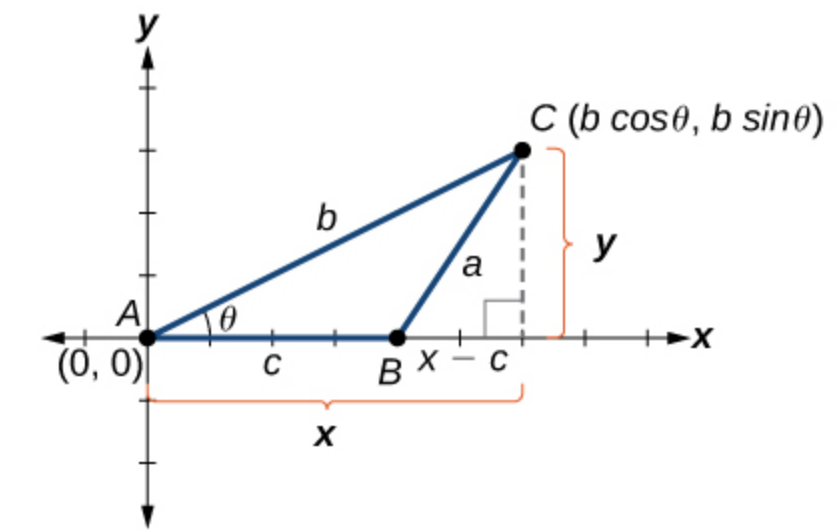 y
C (b cosθ, b sinθ)
b
y
a
A
θ
x
(0, 0)
c
B
x − c
x